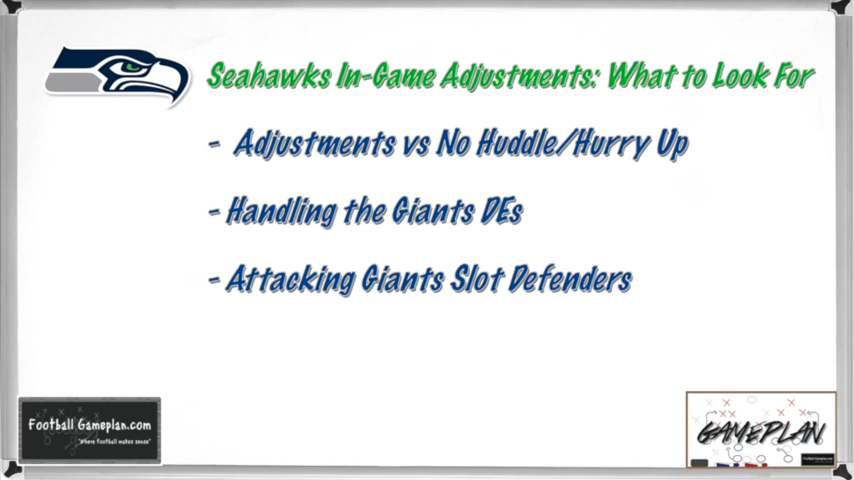 Seahawks In-Game Adjustments: What to Look For
- Adjustments vs No Huddle/Hurry Up
- Handling the Giants DEs
- Attacking Giants Slot Defenders
Football Gameplan.com
"Where football makes sense"
GAMEPLAN